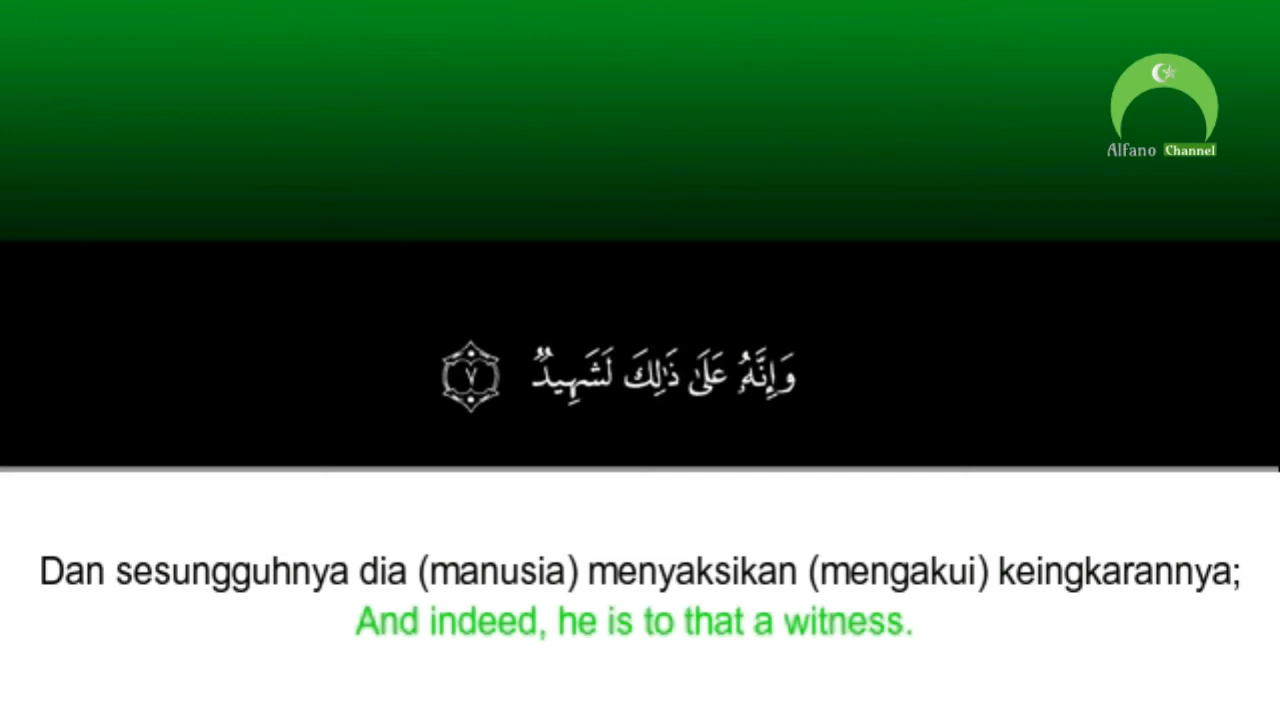 Alfano Channel
وَإِنَّهُۥ عَلَىٰ ذَٰلِكَ لَشَهِيدٌ ٧
Dan sesungguhnya dia (manusia) menyaksikan (mengakui) keingkarannya;
And indeed, he is to that a witness.